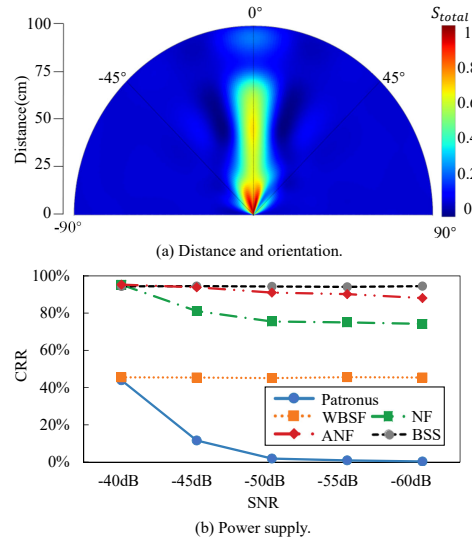 0°
S_total
100
1
-45°
45°
75
0.8
Distance(cm)
0.6
50
0.4
25
0.2
0
0
-90°
90°
(a) Distance and orientation.
100%
80%
60%
CRR
40%
Patronus
WBSF
NF
20%
ANF
BSS
0%
-40dB -45dB -50dB -55dB -60dB
SNR
(b) Power supply.